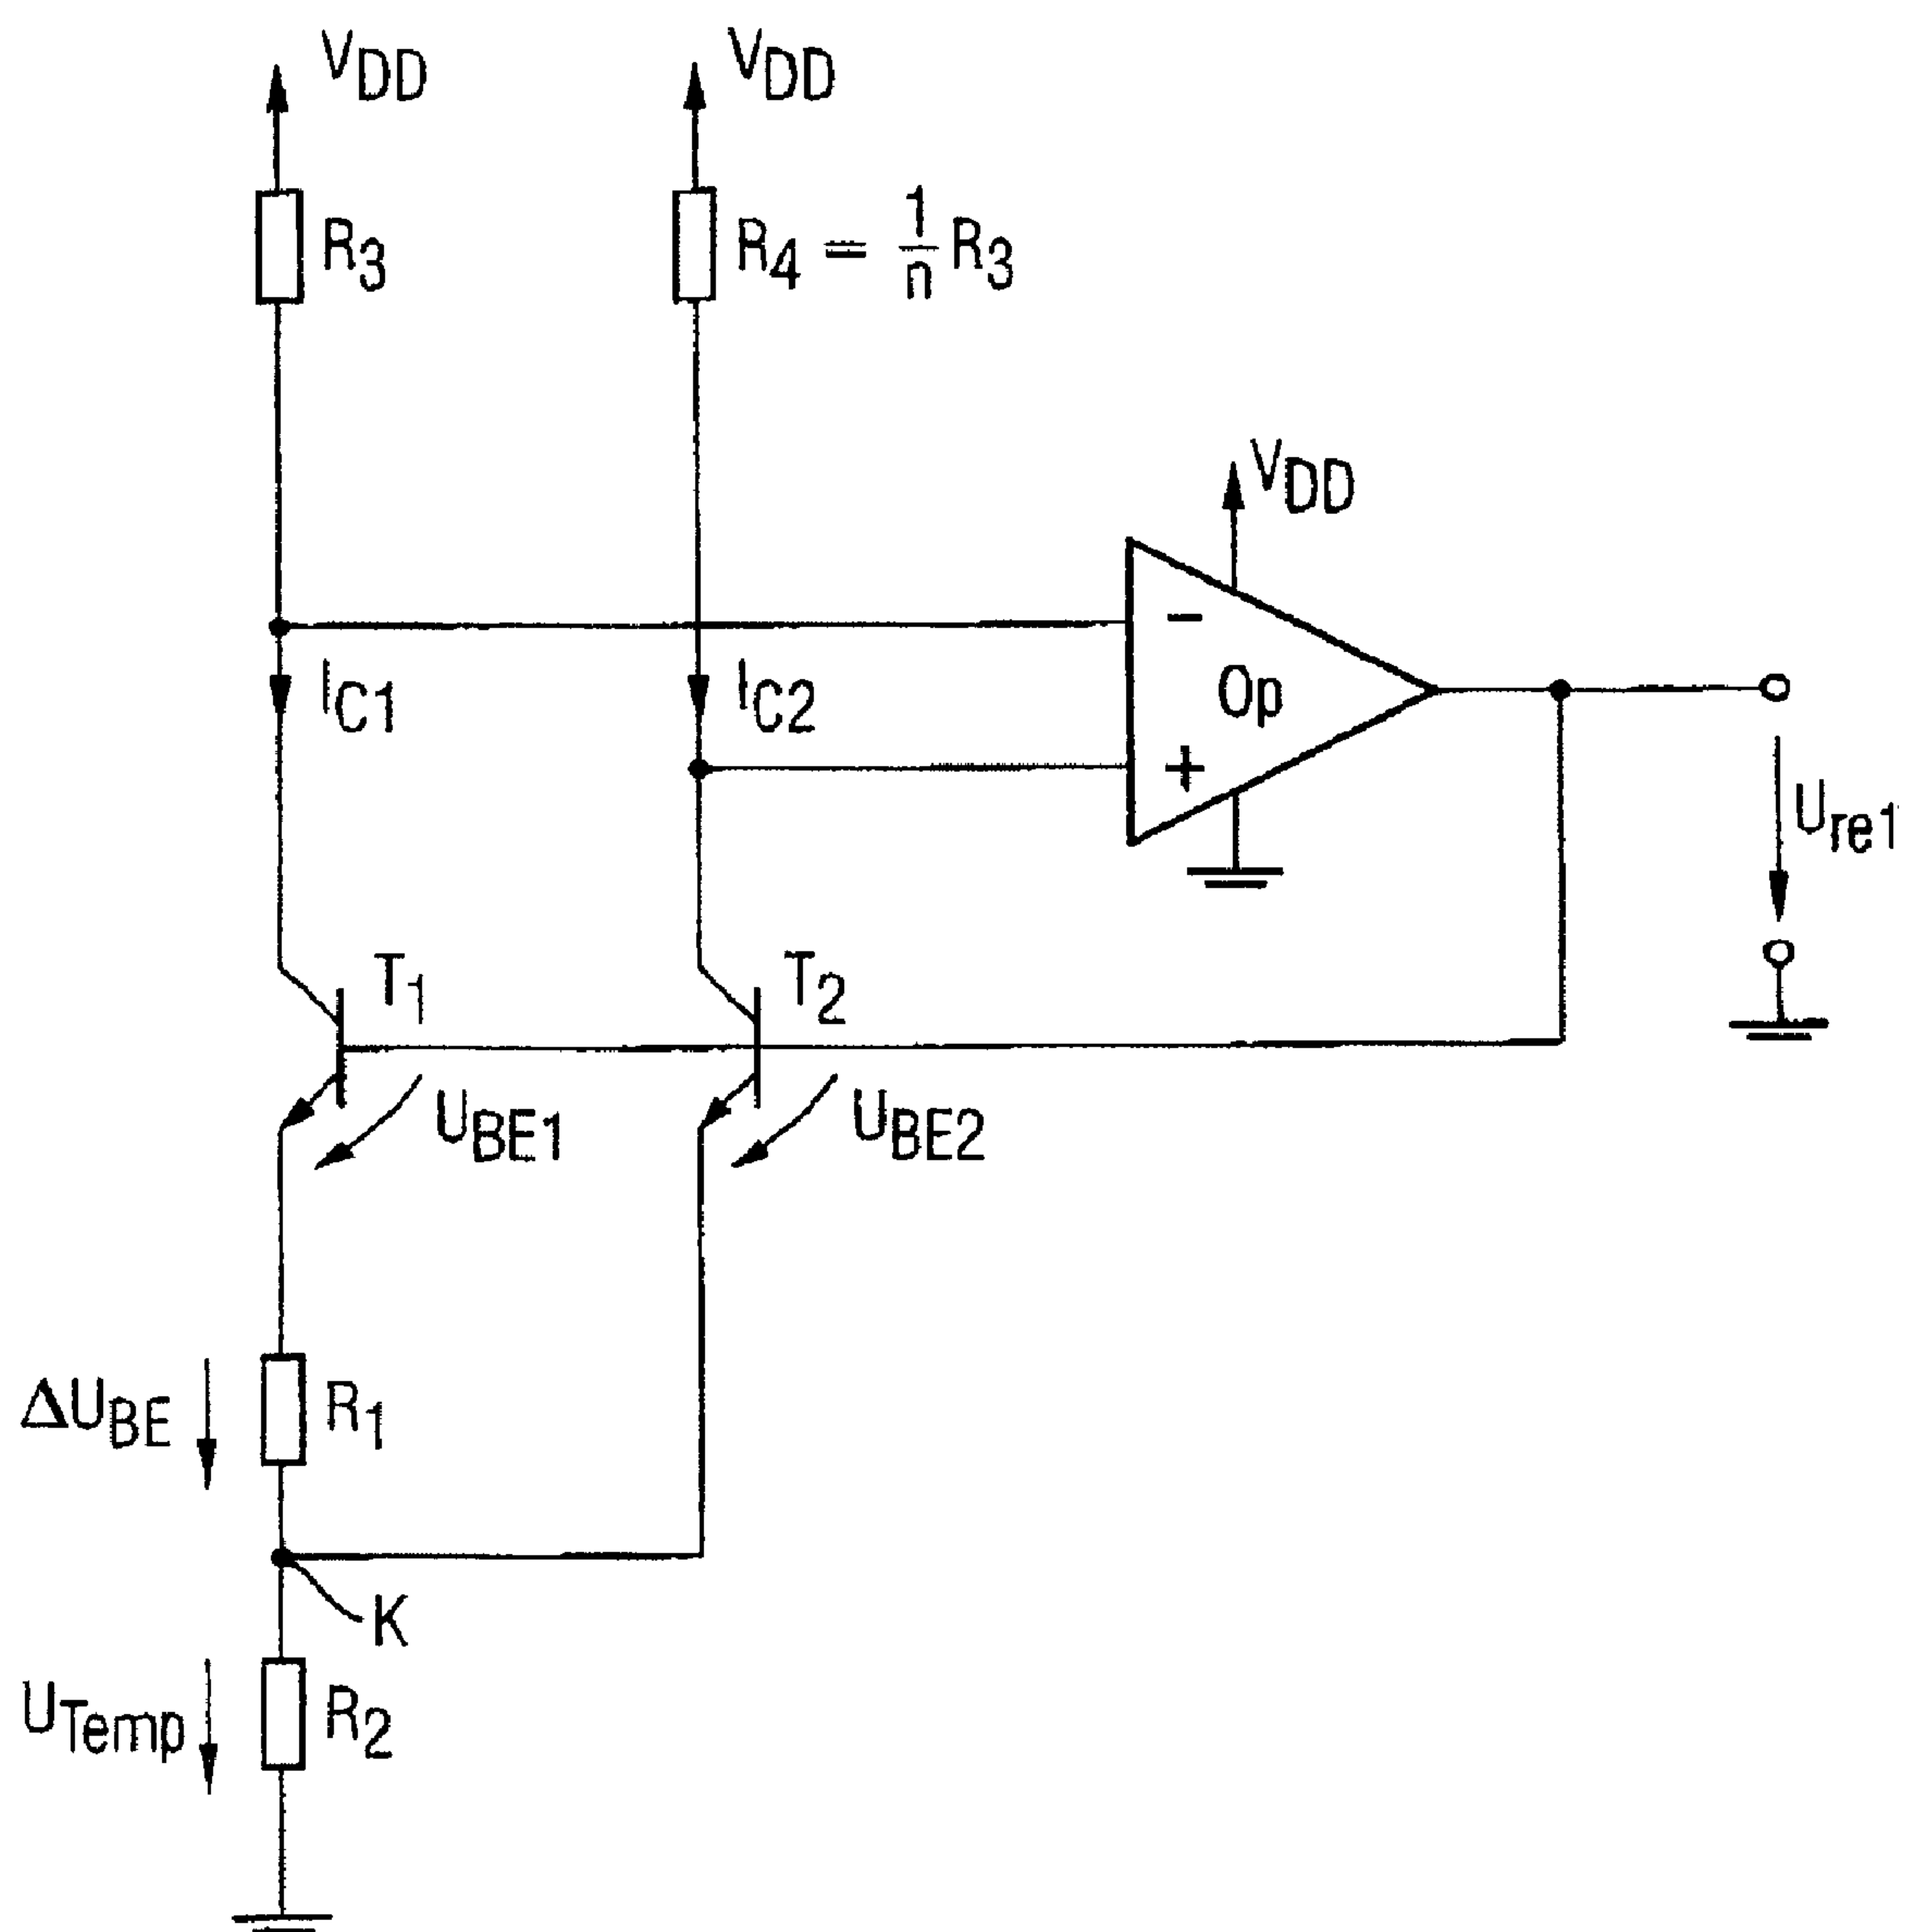 VDD
VDD
R3
R4 = 1/n R3
VDD
IC1
IC2
−
Op
+
Ure1
T1
T2
UBE1
UBE2
ΔUBE
R1
K
UTemp
R2